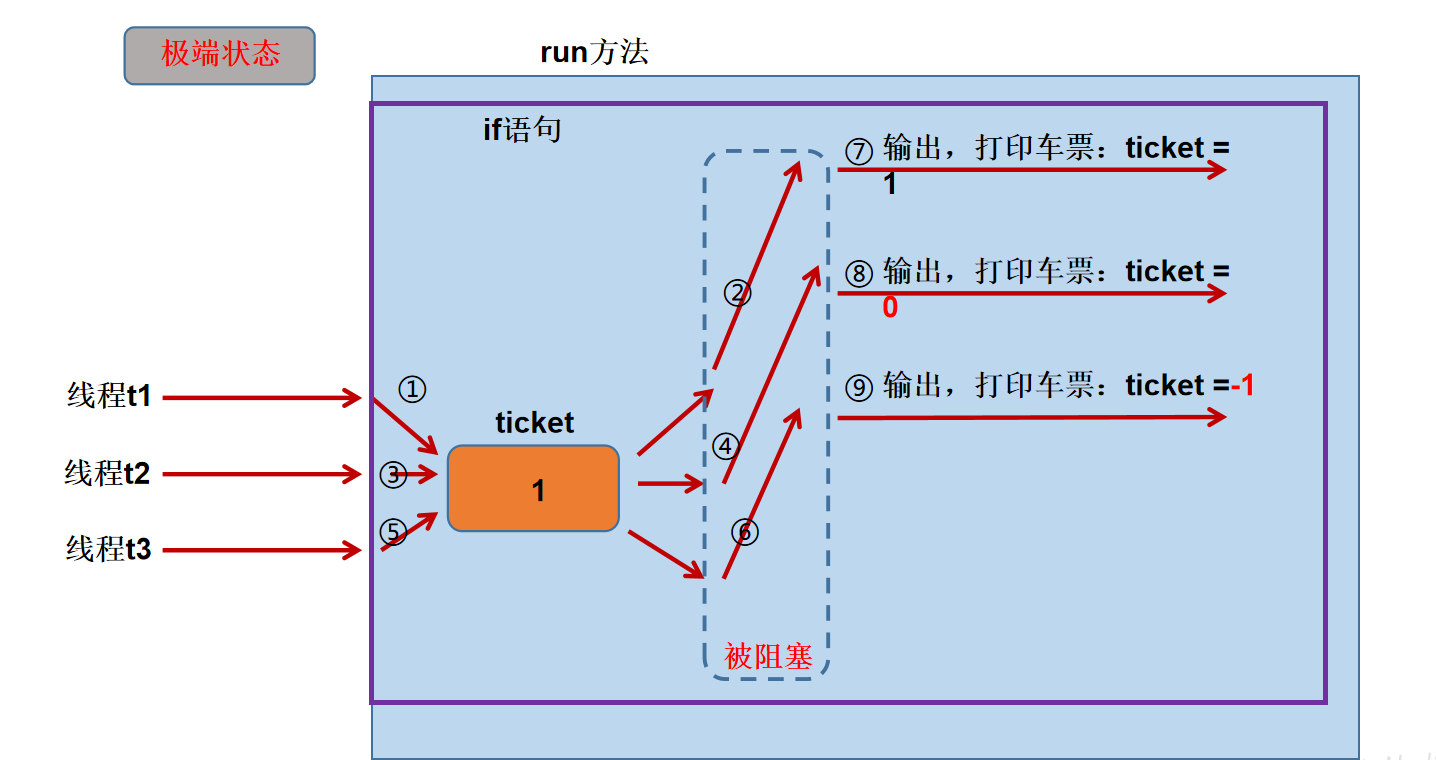 极端状态
run方法
if语句
⑦ 输出，打印车票：ticket =
1
②
⑧ 输出，打印车票：ticket =
0
线程t1
①
⑨ 输出，打印车票：ticket =-1
ticket
④
线程t2
③
1
线程t3
⑤
⑥
被阻塞